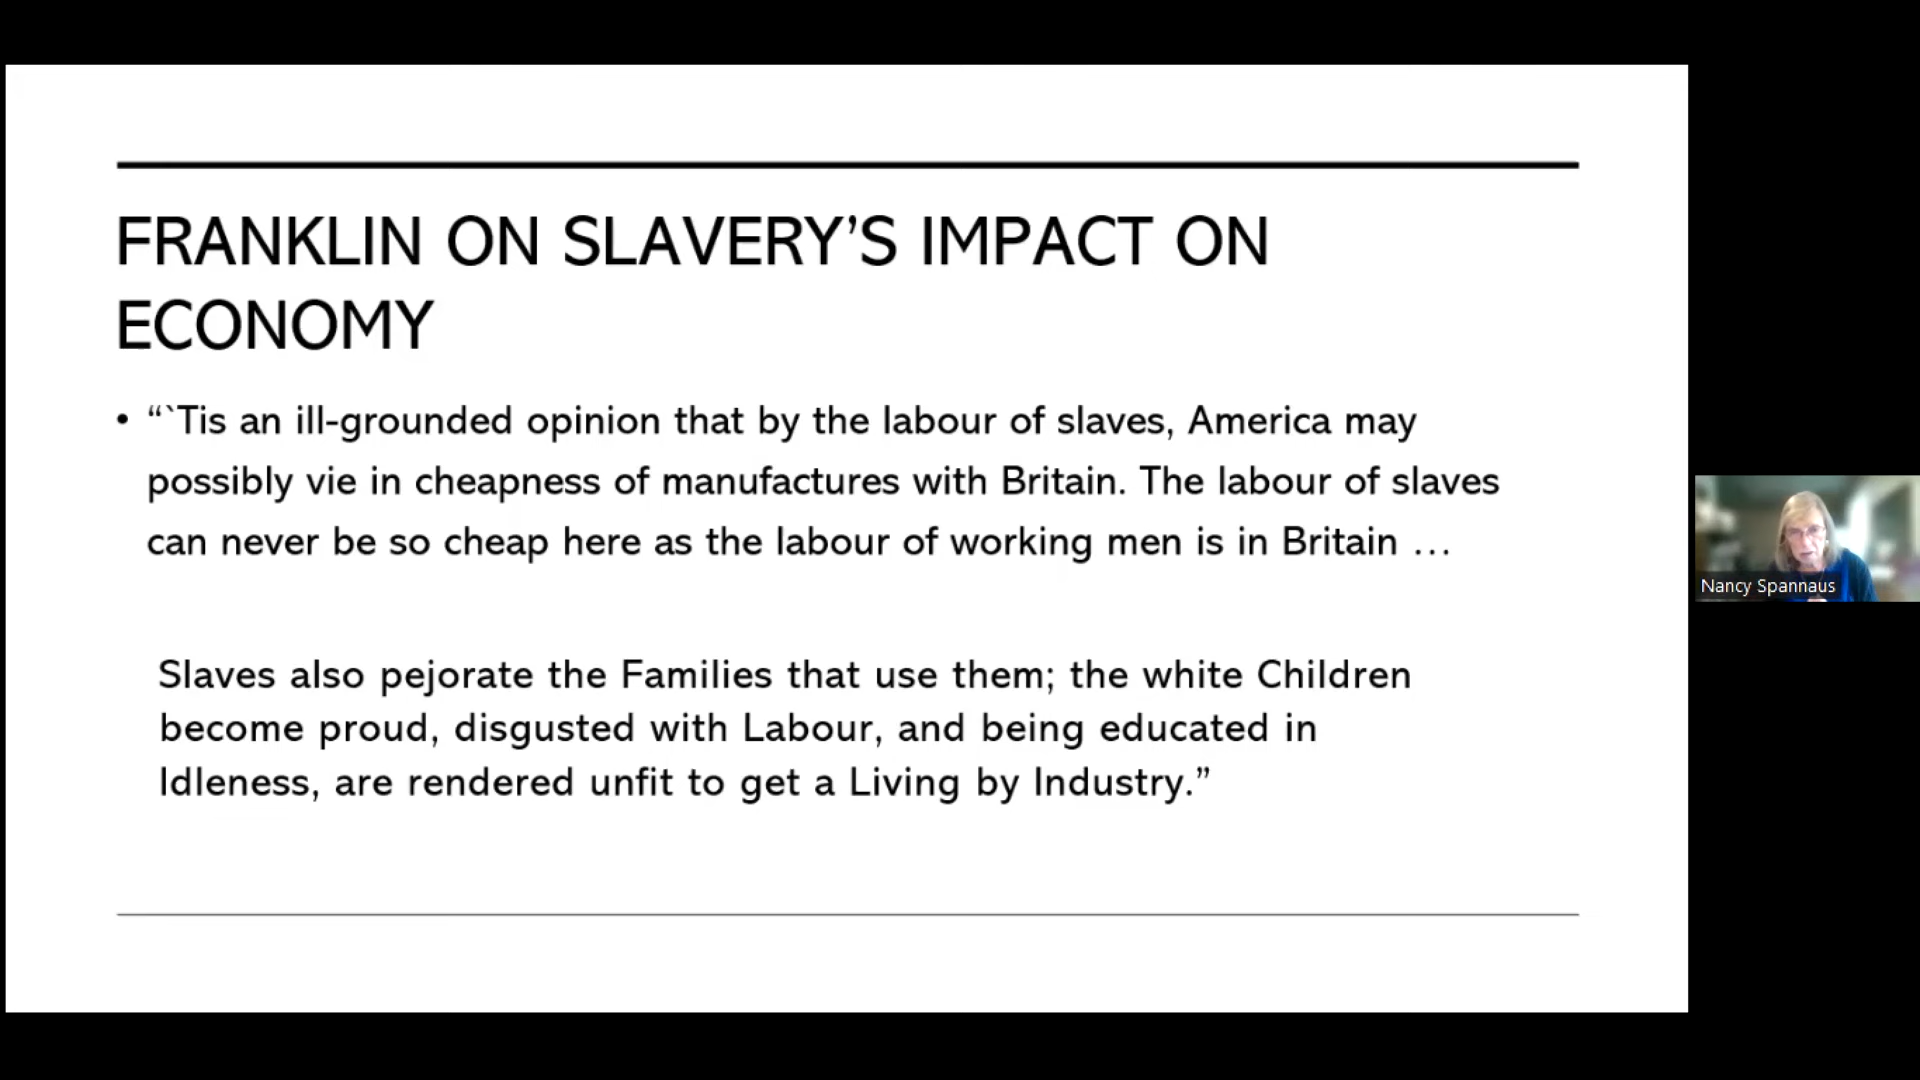 FRANKLIN ON SLAVERY’S IMPACT ON
ECONOMY
• “`Tis an ill-grounded opinion that by the labour of slaves, America may
possibly vie in cheapness of manufactures with Britain. The labour of slaves
can never be so cheap here as the labour of working men is in Britain …
Slaves also pejorate the Families that use them; the white Children
become proud, disgusted with Labour, and being educated in
Idleness, are rendered unfit to get a Living by Industry.”
Nancy Spannaus